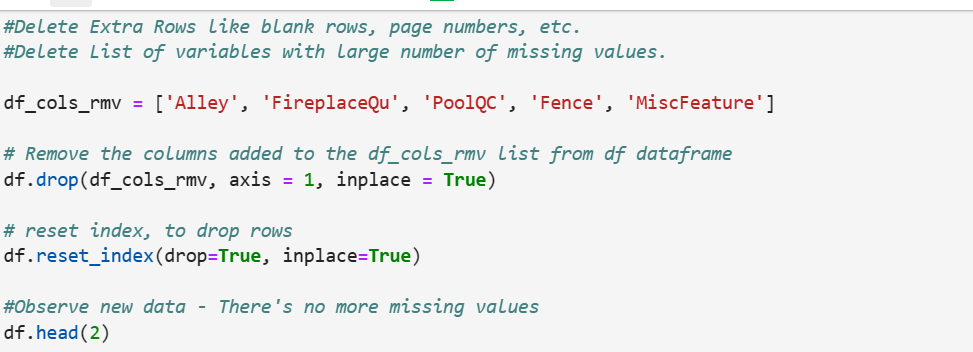 #Delete Extra Rows like blank rows, page numbers, etc.
#Delete List of variables with large number of missing values.
df_cols_rmv = ['Alley', 'FireplaceQu', 'PoolQC', 'Fence', 'MiscFeature']
# Remove the columns added to the df_cols_rmv list from df dataframe
df.drop(df_cols_rmv, axis = 1, inplace = True)
# reset index, to drop rows
df.reset_index(drop=True, inplace=True)
#Observe new data - There's no more missing values
df.head(2)